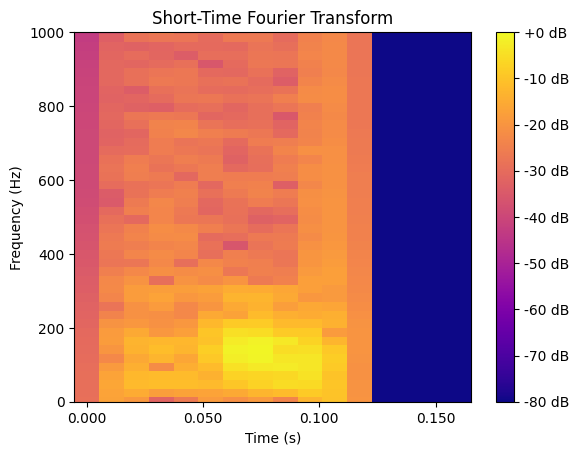 Short-Time Fourier Transform
1000
800
600
400
200
0
Frequency (Hz)
0.000
0.050
0.100
0.150
Time (s)
+0 dB
-10 dB
-20 dB
-30 dB
-40 dB
-50 dB
-60 dB
-70 dB
-80 dB